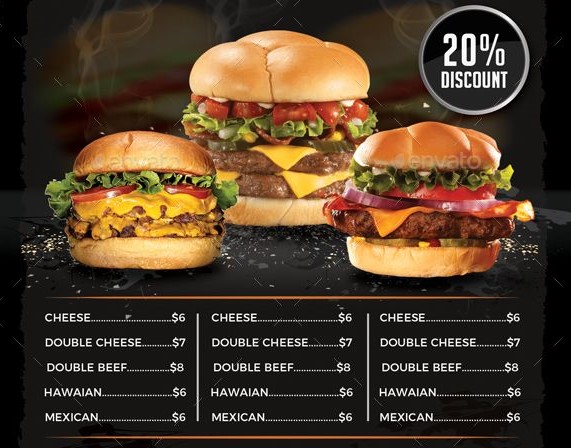 20%
DISCOUNT
envato
envato
CHEESE..............................$6
DOUBLE CHEESE...........$7
DOUBLE BEEF................$8
HAWAIAN.........................$6
MEXICAN..........................$6
CHEESE..............................$6
DOUBLE CHEESE...........$7
DOUBLE BEEF................$8
HAWAIAN.........................$6
MEXICAN..........................$6
CHEESE..............................$6
DOUBLE CHEESE...........$7
DOUBLE BEEF................$8
HAWAIAN.........................$6
MEXICAN..........................$6